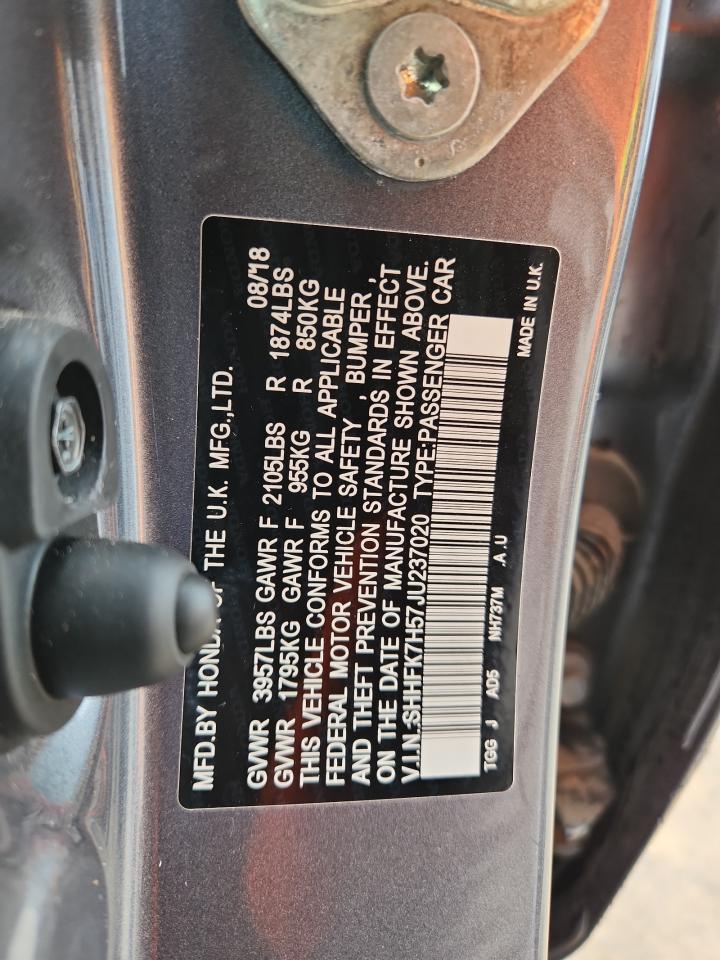 MFD.BY HONDA OF THE U.K. MFG.,LTD.
08/18
GVWR 3957LBS GAWR F 2105LBS R 1874LBS
GVWR 1795KG GAWR F 955KG R 850KG
THIS VEHICLE CONFORMS TO ALL APPLICABLE
FEDERAL MOTOR VEHICLE SAFETY , BUMPER ,
AND THEFT PREVENTION STANDARDS IN EFFECT
ON THE DATE OF MANUFACTURE SHOWN ABOVE.
V.I.N.:SHHFK7H57JU237020 TYPE:PASSENGER CAR
TGG J AD5 NH737M .A.U
MADE IN U.K.